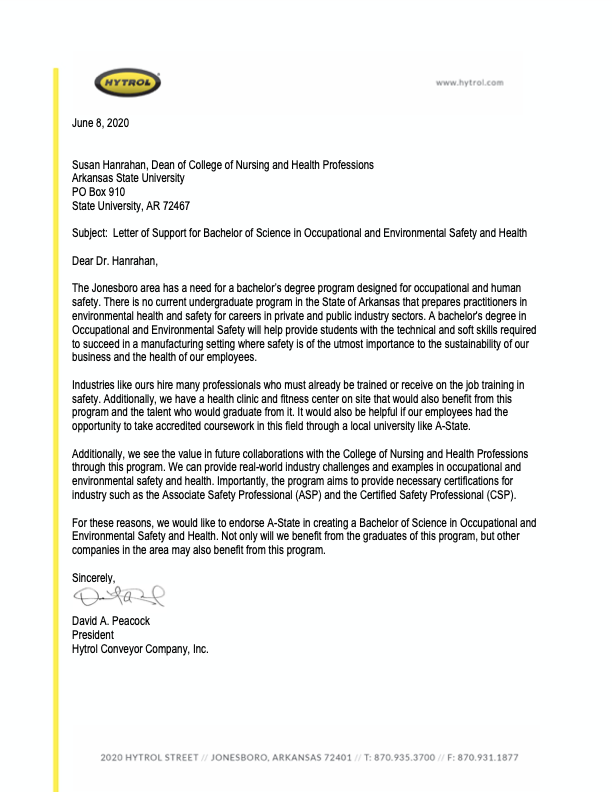 HYTROL
www.hytrol.com
June 8, 2020
Susan Hanrahan, Dean of College of Nursing and Health Professions
Arkansas State University
PO Box 910
State University, AR 72467
Subject:  Letter of Support for Bachelor of Science in Occupational and Environmental Safety and Health
Dear Dr. Hanrahan,
The Jonesboro area has a need for a bachelor's degree program designed for occupational and human
safety. There is no current undergraduate program in the State of Arkansas that prepares practitioners in
environmental health and safety for careers in private and public industry sectors. A bachelor's degree in
Occupational and Environmental Safety will help provide students with the technical and soft skills required
to succeed in a manufacturing setting where safety is of the utmost importance to the sustainability of our
business and the health of our employees.
Industries like ours hire many professionals who must already be trained or receive on the job training in
safety. Additionally, we have a health clinic and fitness center on site that would also benefit from this
program and the talent who would graduate from it. It would also be helpful if our employees had the
opportunity to take accredited coursework in this field through a local university like A-State.
Additionally, we see the value in future collaborations with the College of Nursing and Health Professions
through this program. We can provide real-world industry challenges and examples in occupational and
environmental safety and health. Importantly, the program aims to provide necessary certifications for
industry such as the Associate Safety Professional (ASP) and the Certified Safety Professional (CSP).
For these reasons, we would like to endorse A-State in creating a Bachelor of Science in Occupational and
Environmental Safety and Health. Not only will we benefit from the graduates of this program, but other
companies in the area may also benefit from this program.
Sincerely,
David A. Peacock
President
Hytrol Conveyor Company, Inc.
2020 HYTROL STREET // JONESBORO, ARKANSAS 72401 // T: 870.935.3700 // F: 870.931.1877